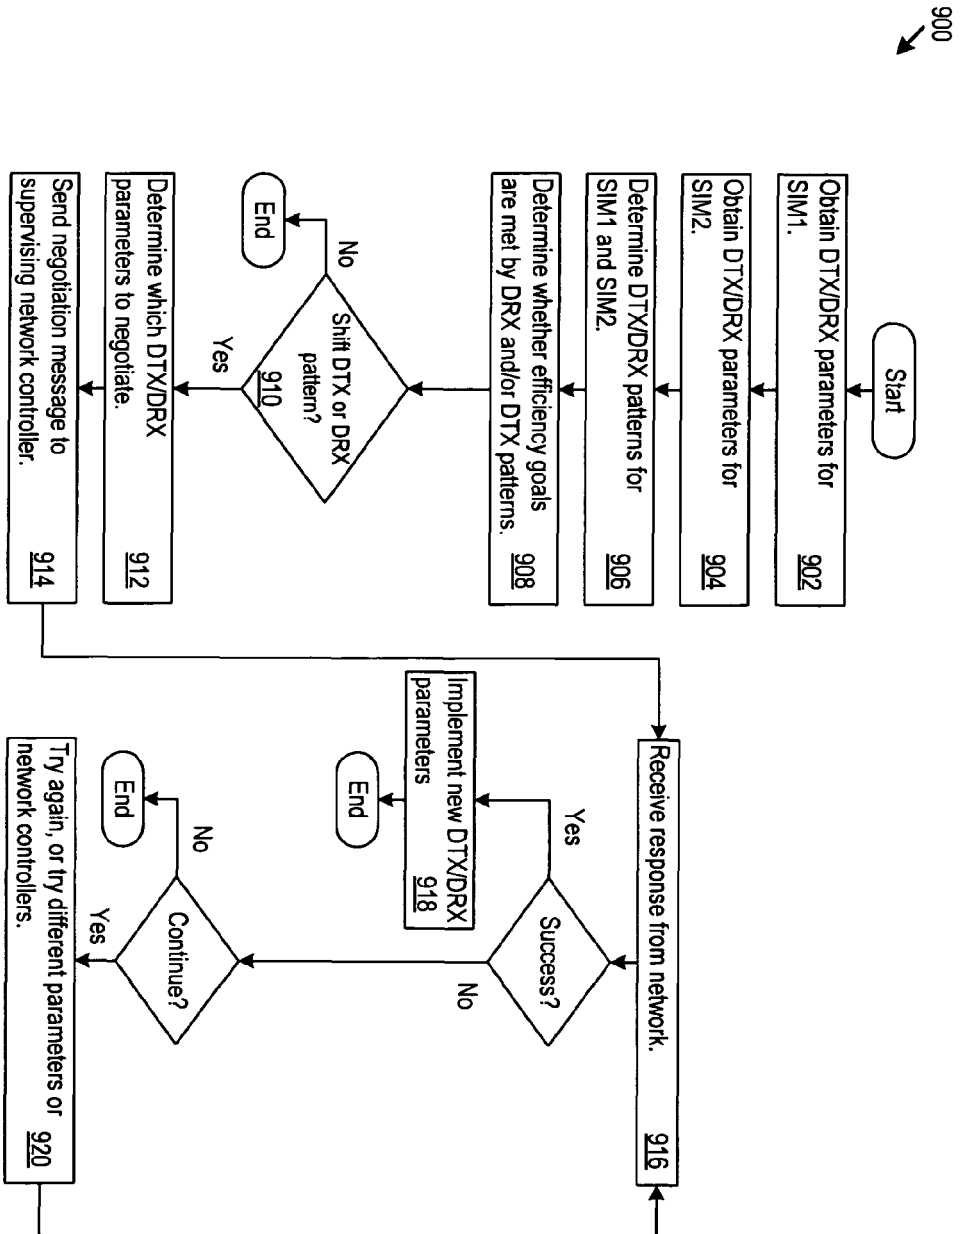 900
Start
Obtain DTX/DRX parameters for
SIM1.
902
Obtain DTX/DRX parameters for
SIM2.
904
Determine DTX/DRX patterns for
SIM1 and SIM2.
906
Determine whether efficiency goals
are met by DRX and/or DTX patterns.
908
Shift DTX or DRX
pattern?
910
No
End
Yes
Determine which DTX/DRX
parameters to negotiate.
912
Send negotiation message to
supervising network controller.
914
Receive response from network.
916
Success?
Yes
Implement new DTX/DRX
parameters
918
End
No
Continue?
No
End
Yes
Try again, or try different parameters or
network controllers.
920